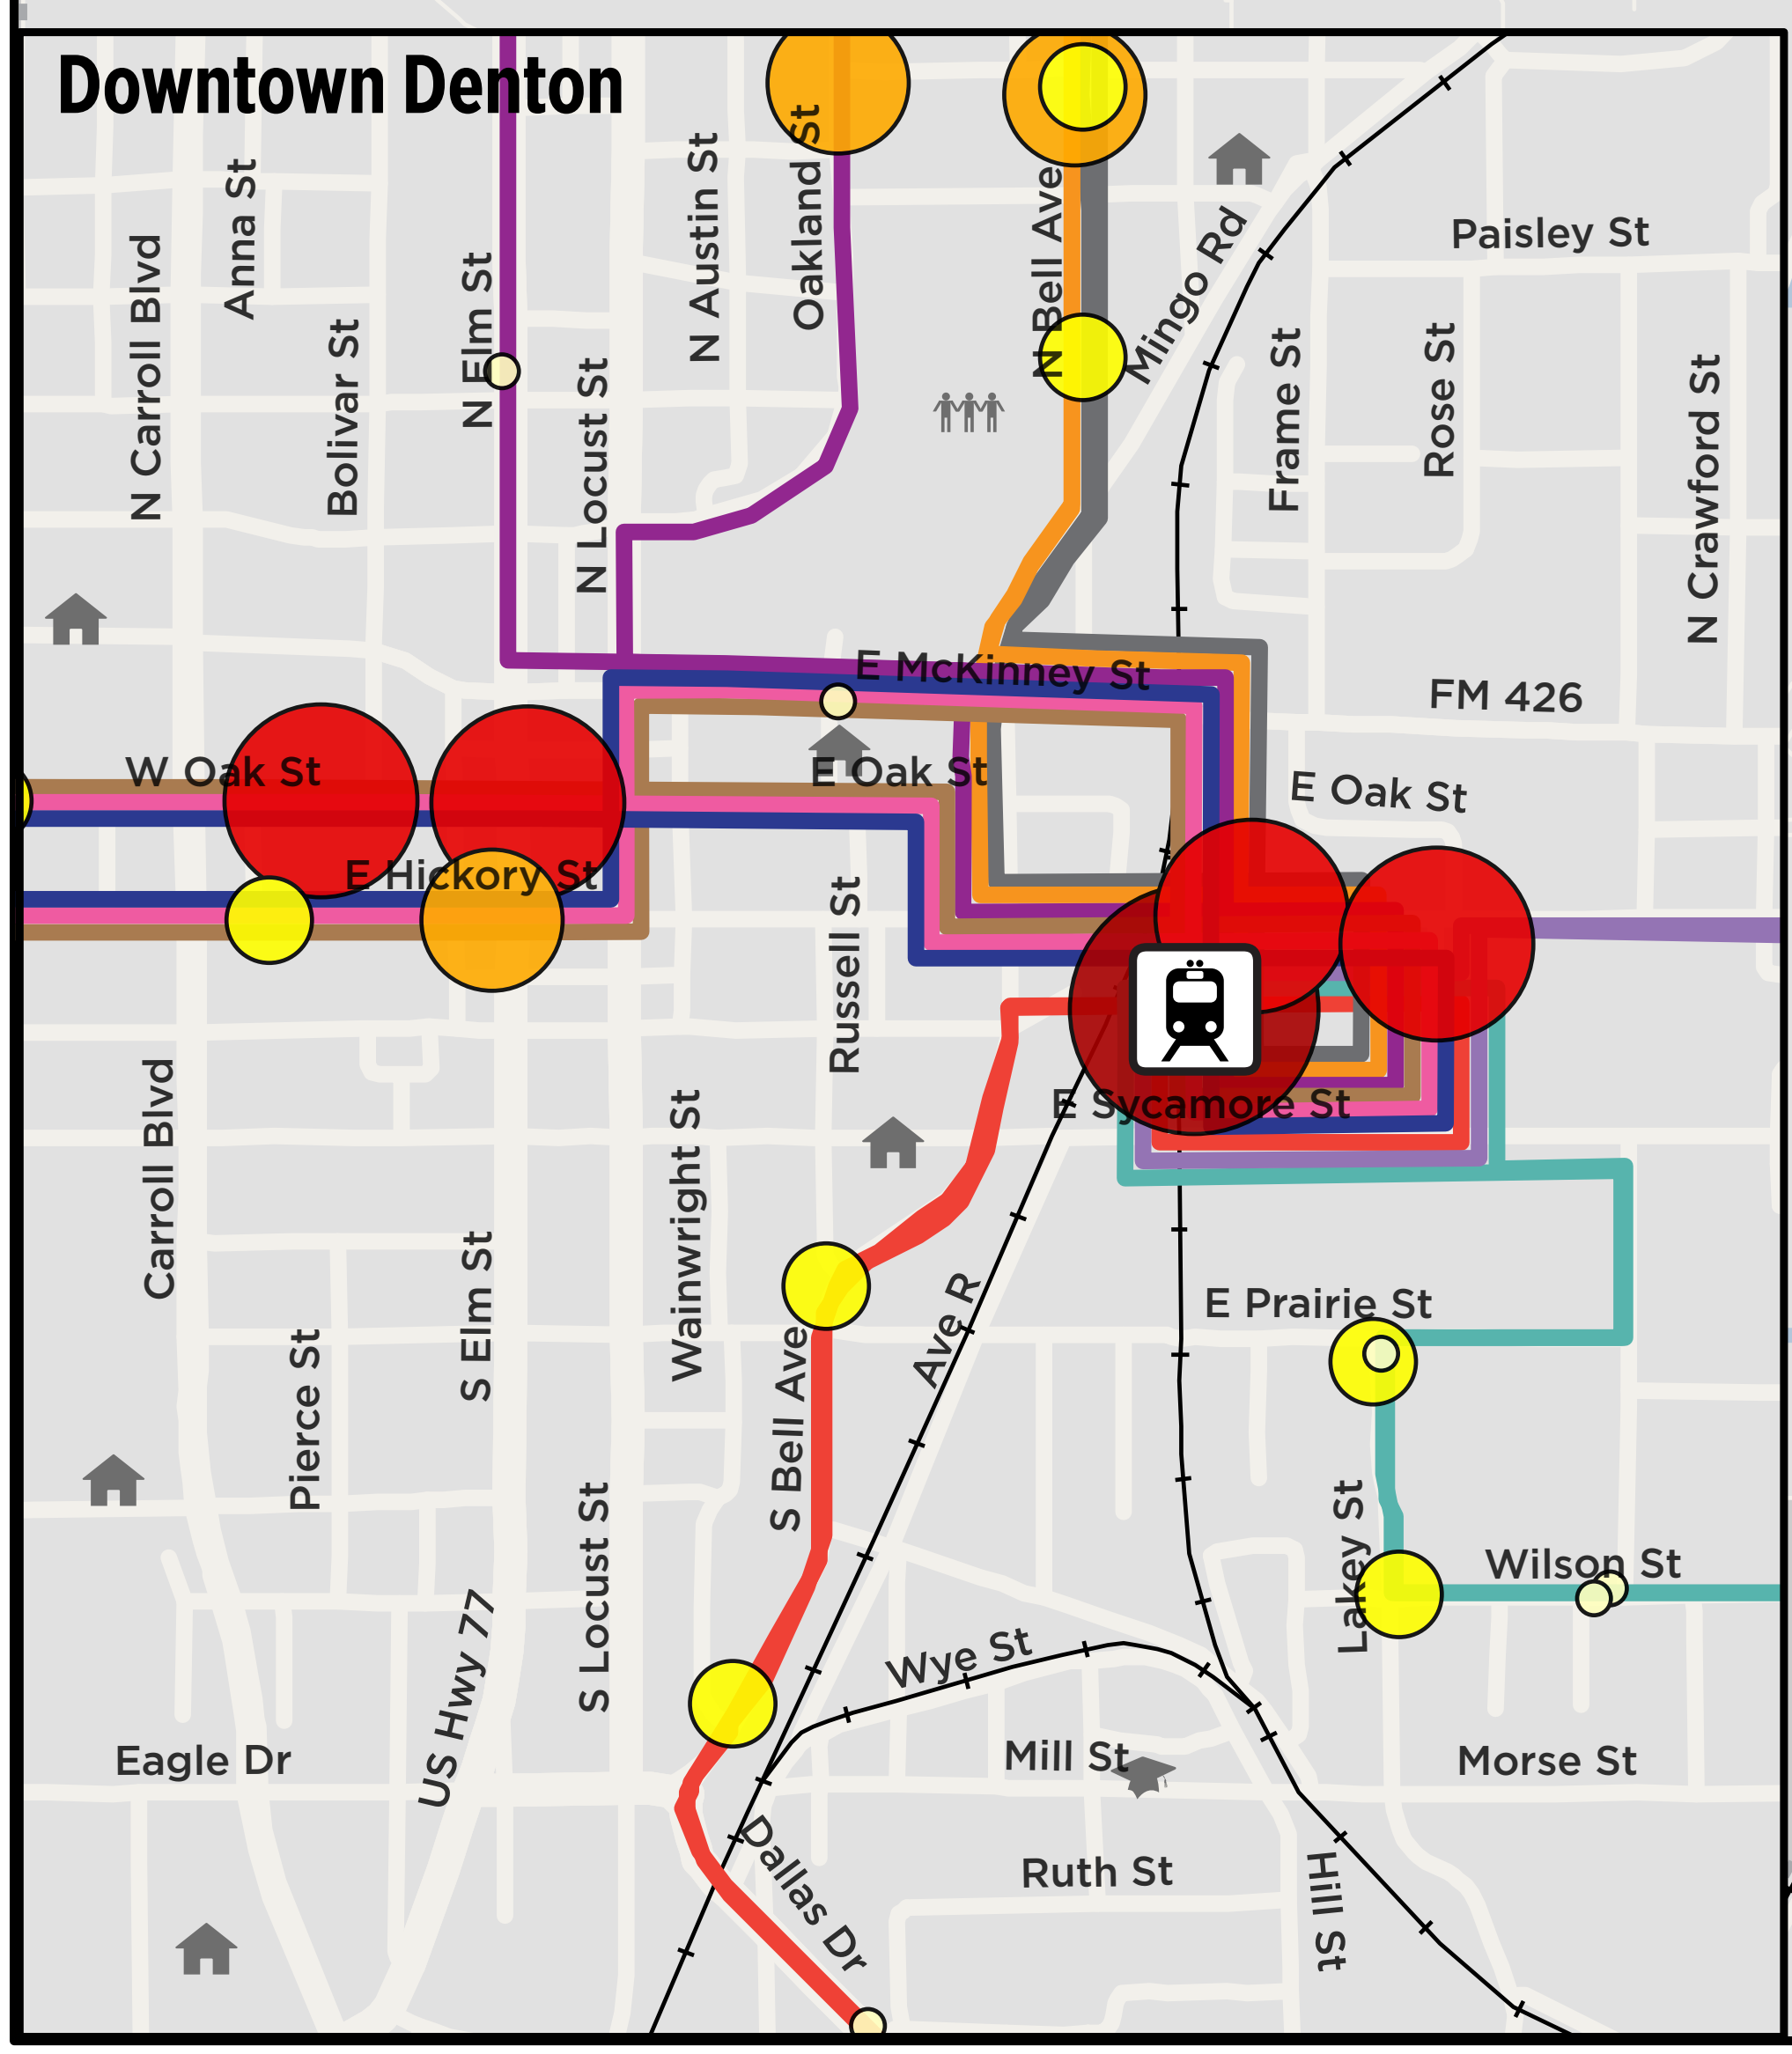 Downtown Denton
N Carroll Blvd
Anna St
Bolivar St
N Elm St
N Locust St
N Austin St
Oakland St
N Bell Ave
Mingo Rd
Frame St
Paisley St
Rose St
N Crawford St
E McKinney St
FM 426
W Oak St
E Oak St
E Oak St
E Hickory St
Russell St
E Sycamore St
Carroll Blvd
Wainwright St
S Elm St
Pierce St
S Bell Ave
Ave R
E Prairie St
S Locust St
Lakey St
Wilson St
US Hwy 77
Wye St
Eagle Dr
Mill St
Morse St
Dallas Dr
Ruth St
Hill St